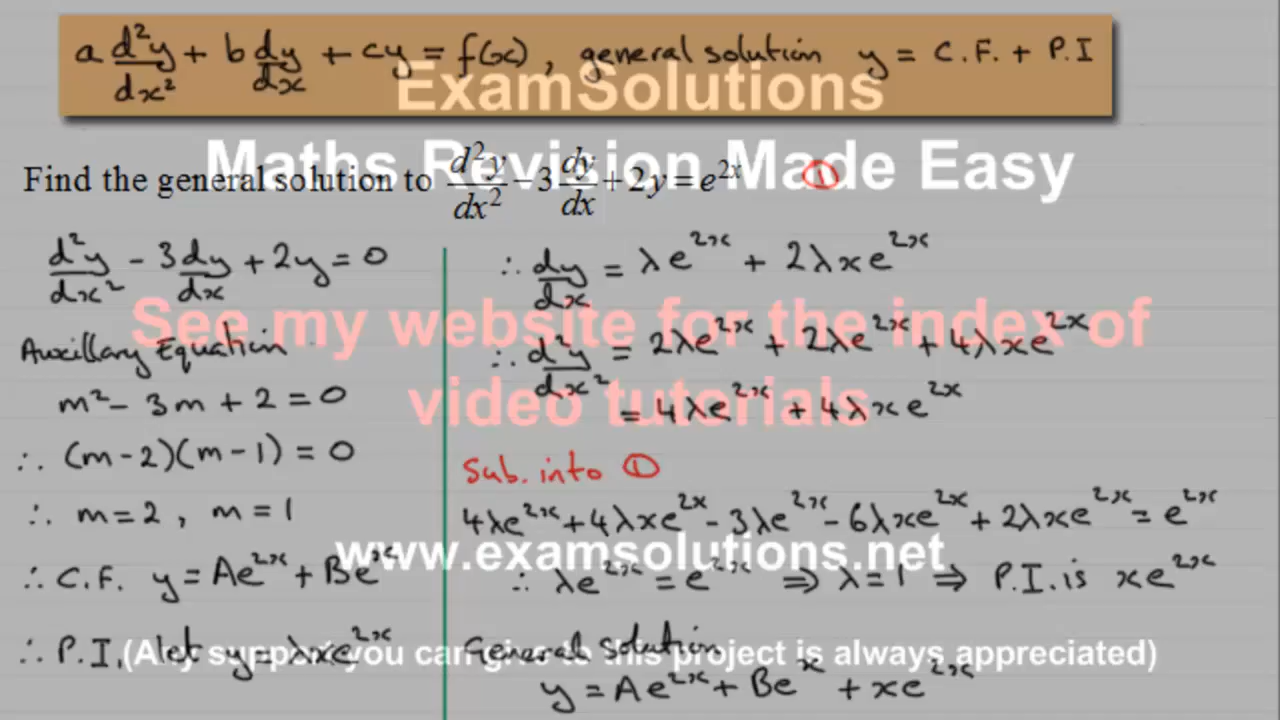 a d²y/dx² + b dy/dx + cy = f(x), general solution y = C.F. + P.I
ExamSolutions
Maths Revision Made Easy
Find the general solution to d²y/dx² − 3 dy/dx + 2y = e^{2x} ①
d²y/dx² − 3 dy/dx + 2y = 0
Auxillary Equation
m² − 3m + 2 = 0
∴ (m − 2)(m − 1) = 0
∴ m = 2, m = 1
∴ C.F. y = Ae^{2x} + Be^{x}
∴ P.I. let y = λxe^{2x}
∴ dy/dx = λe^{2x} + 2λxe^{2x}
∴ d²y/dx² = 2λe^{2x} + 2λe^{2x} + 4λxe^{2x}
= 4λe^{2x} + 4λxe^{2x}
Sub. into ①
4λe^{2x} + 4λxe^{2x} − 3λe^{2x} − 6λxe^{2x} + 2λxe^{2x} = e^{2x}
∴ λe^{2x} = e^{2x} ⇒ λ = 1 ⇒ P.I. is xe^{2x}
General solution
y = Ae^{2x} + Be^{x} + xe^{2x}
See my website for the index of
video tutorials
www.examsolutions.net
(Any support you can give to this project is always appreciated)